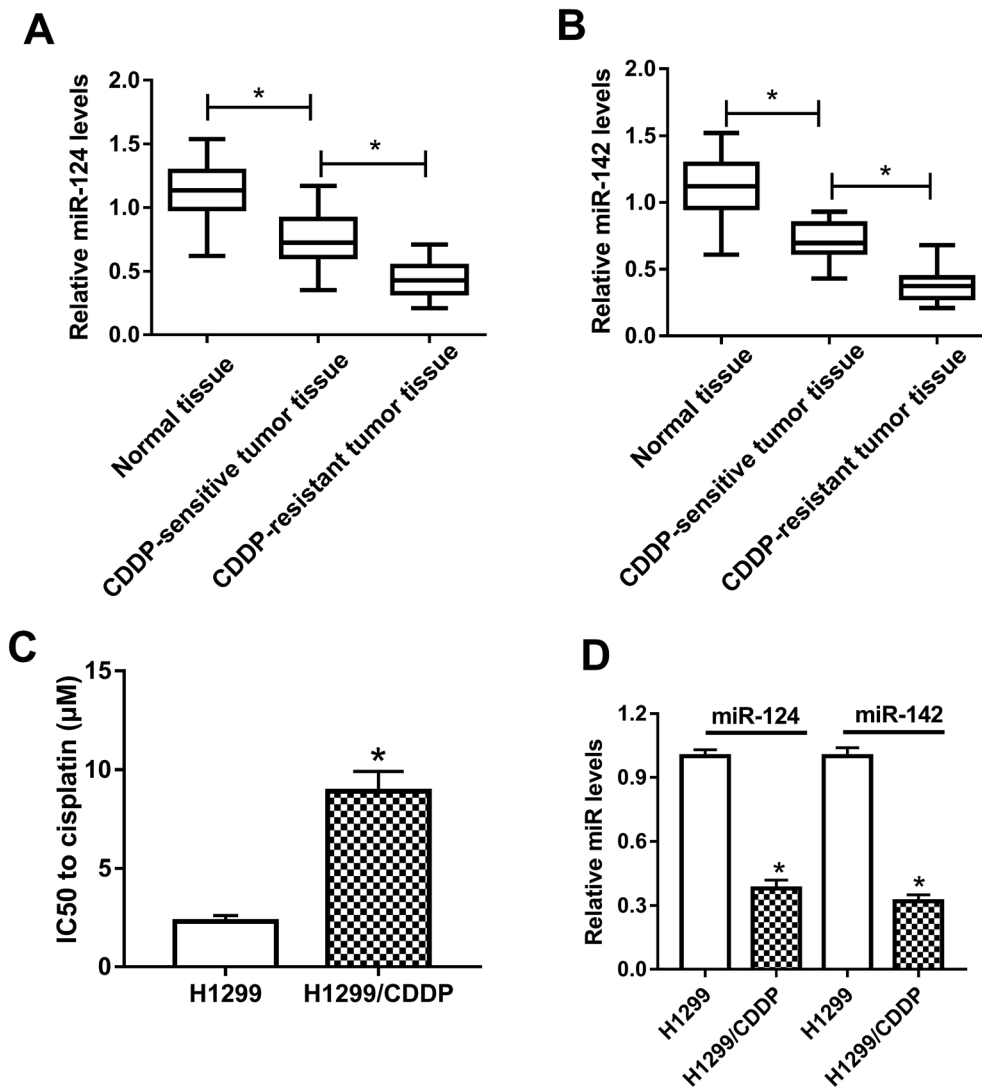 A
Relative miR-124 levels
2.0
1.5
1.0
0.5
0.0
*
*
Normal tissue
CDDP-sensitive tumor tissue
CDDP-resistant tumor tissue
B
Relative miR-142 levels
2.0
1.5
1.0
0.5
0.0
*
*
Normal tissue
CDDP-sensitive tumor tissue
CDDP-resistant tumor tissue
C
IC50 to cisplatin (μM)
15
10
5
0
*
H1299
H1299/CDDP
D
Relative miR levels
1.2
0.9
0.6
0.3
0.0
miR-124
miR-142
*
*
H1299
H1299/CDDP
H1299
H1299/CDDP